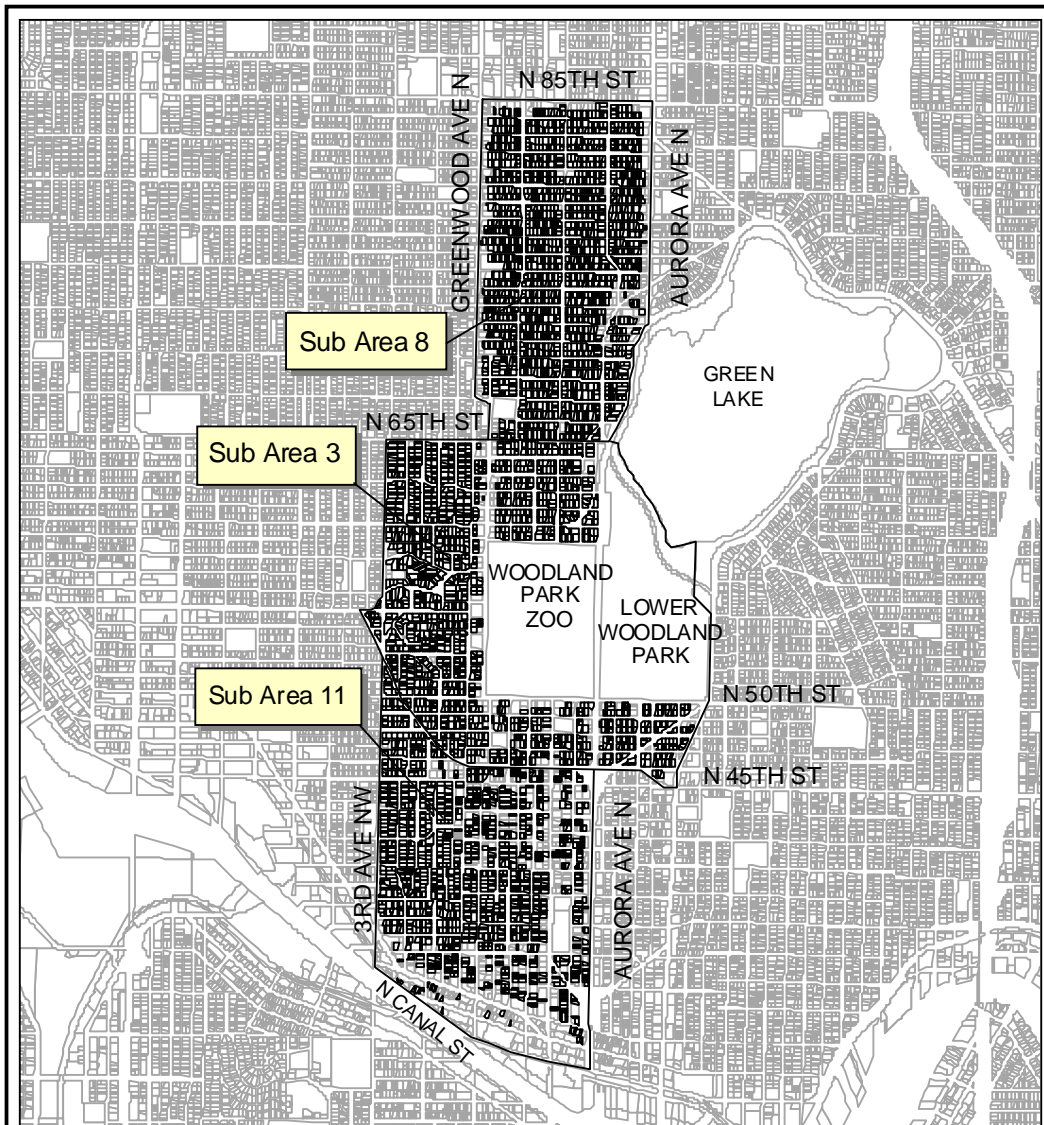 N 85TH ST
GREENWOOD AVE N
AURORA AVE N
Sub Area 8
GREEN
LAKE
N 65TH ST
Sub Area 3
WOODLAND
PARK
ZOO
LOWER
WOODLAND
PARK
Sub Area 11
N 50TH ST
N 45TH ST
3RD AVE NW
AURORA AVE N
N CANAL ST